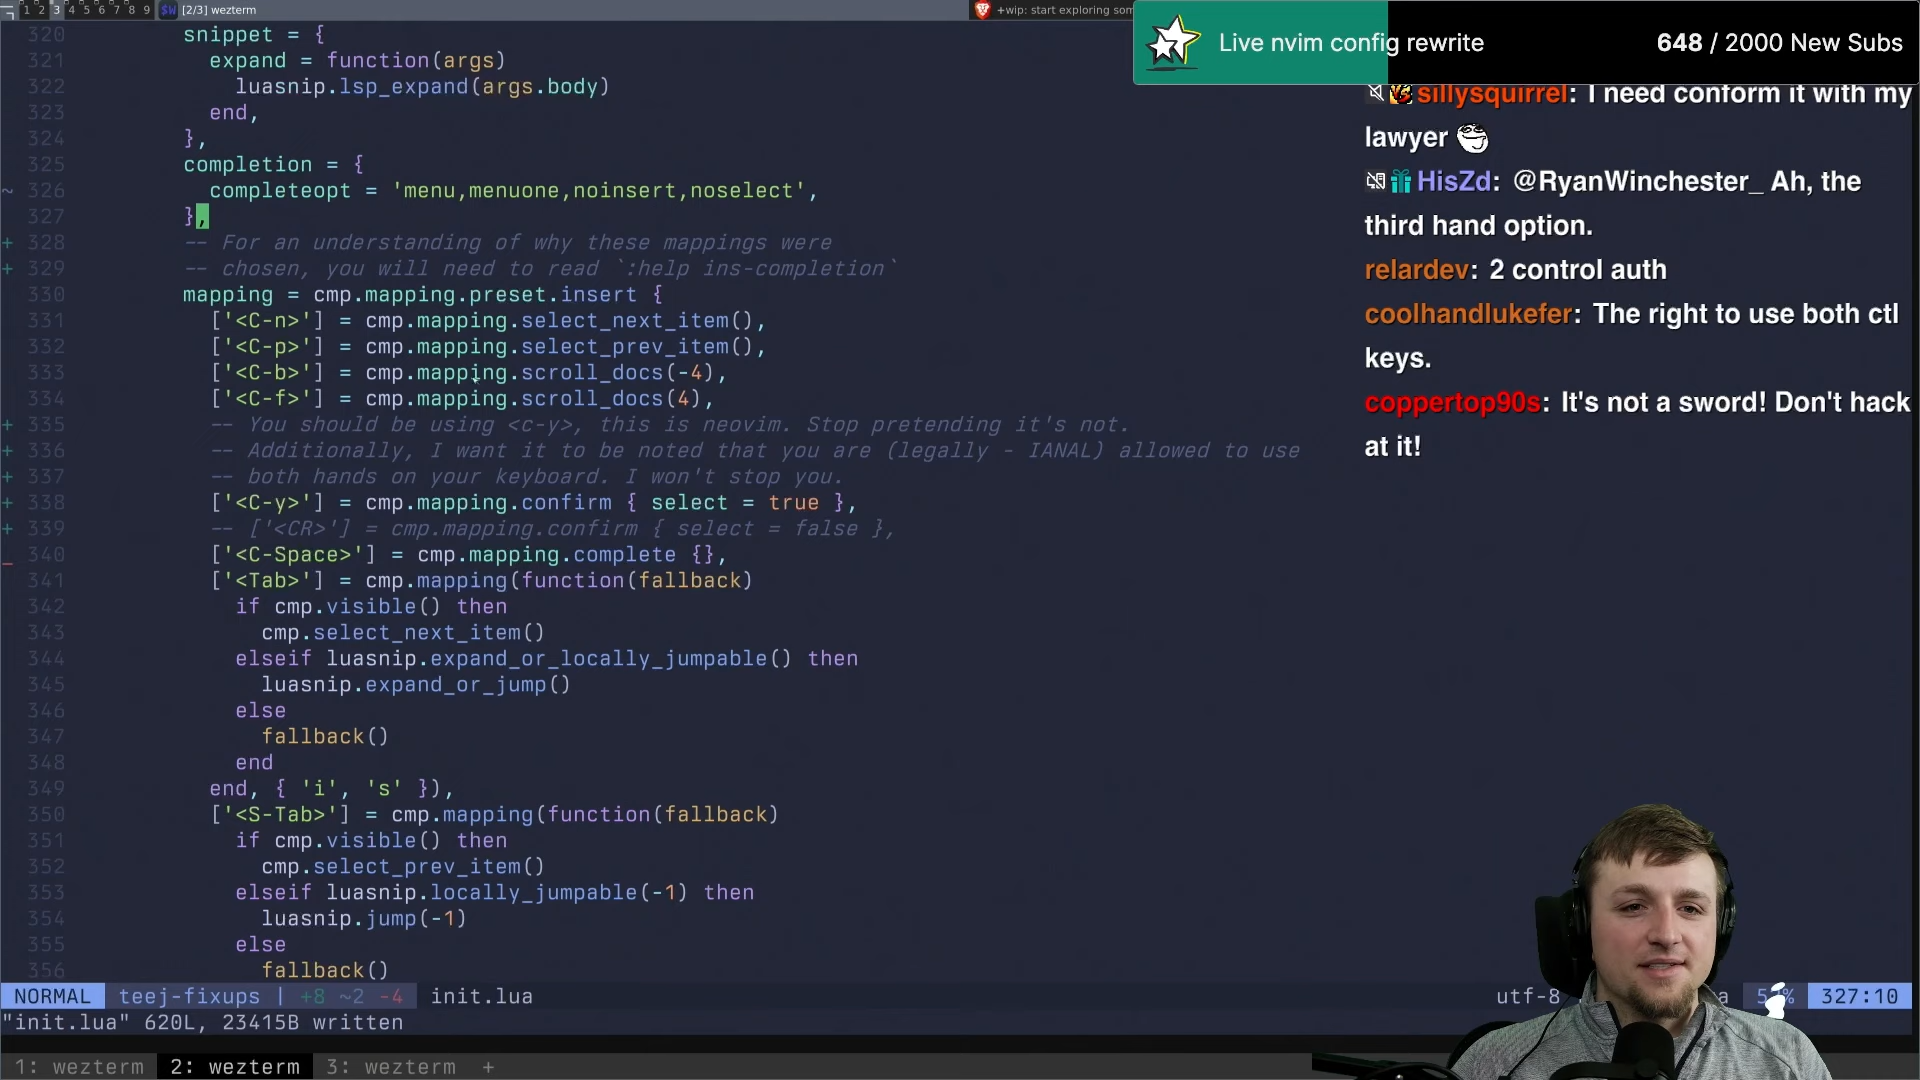 1 2 3 4 5 6 7 8 9 $W [2/3] wezterm
+wip: start exploring som
Live nvim config rewrite 648 / 2000 New Subs
320 snippet = {
321 expand = function(args)
322 luasnip.lsp_expand(args.body)
323 end,
324 },
325 completion = {
~ 326 completeopt = 'menu,menuone,noinsert,noselect',
327 },
+ 328 -- For an understanding of why these mappings were
+ 329 -- chosen, you will need to read `:help ins-completion`
330 mapping = cmp.mapping.preset.insert {
331 ['<C-n>'] = cmp.mapping.select_next_item(),
332 ['<C-p>'] = cmp.mapping.select_prev_item(),
333 ['<C-b>'] = cmp.mapping.scroll_docs(-4),
334 ['<C-f>'] = cmp.mapping.scroll_docs(4),
+ 335 -- You should be using <c-y>, this is neovim. Stop pretending it's not.
+ 336 -- Additionally, I want it to be noted that you are (legally - IANAL) allowed to use
+ 337 -- both hands on your keyboard. I won't stop you.
+ 338 ['<C-y>'] = cmp.mapping.confirm { select = true },
+ 339 -- ['<CR>'] = cmp.mapping.confirm { select = false },
340 ['<C-Space>'] = cmp.mapping.complete {},
341 ['<Tab>'] = cmp.mapping(function(fallback)
342 if cmp.visible() then
343 cmp.select_next_item()
344 elseif luasnip.expand_or_locally_jumpable() then
345 luasnip.expand_or_jump()
346 else
347 fallback()
348 end
349 end, { 'i', 's' }),
350 ['<S-Tab>'] = cmp.mapping(function(fallback)
351 if cmp.visible() then
352 cmp.select_prev_item()
353 elseif luasnip.locally_jumpable(-1) then
354 luasnip.jump(-1)
355 else
356 fallback()
NORMAL teej-fixups | +8 ~2 -4 init.lua utf-8 a 327:10
"init.lua" 620L, 23415B written
1: wezterm 2: wezterm 3: wezterm +
sillysquirrel: I need conform it with my
lawyer
HisZd: @RyanWinchester_ Ah, the
third hand option.
relardev: 2 control auth
coolhandlukefer: The right to use both ctl
keys.
coppertop90s: It's not a sword! Don't hack
at it!